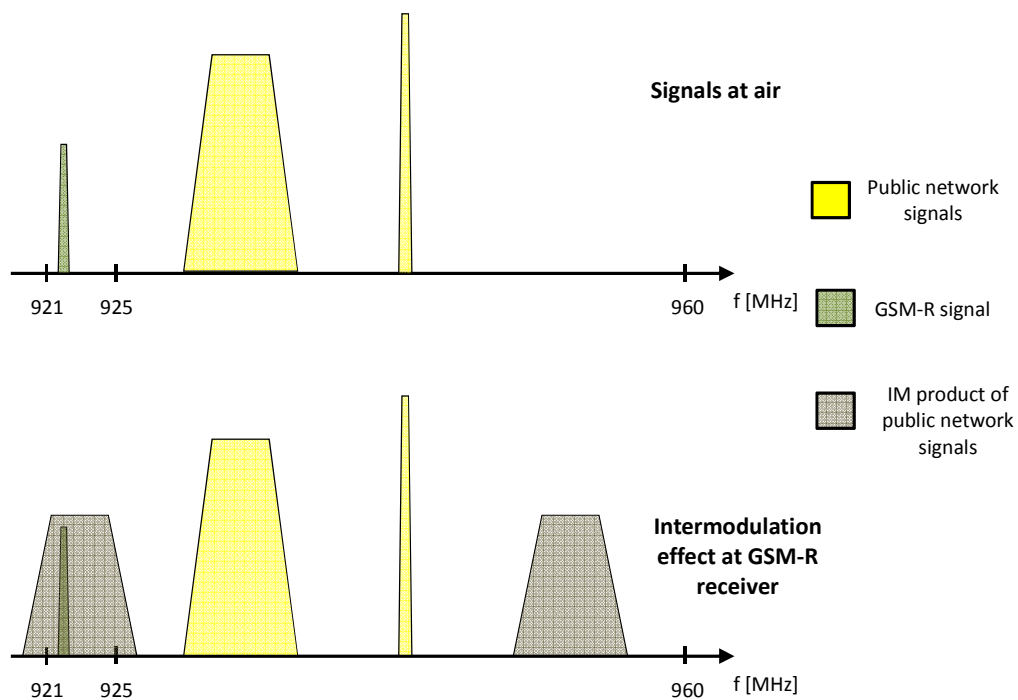 Signals at air
Public network
signals
921
925
960
f [MHz]
GSM-R signal
IM product of
public network
signals
Intermodulation
effect at GSM-R
receiver
921
925
960
f [MHz]